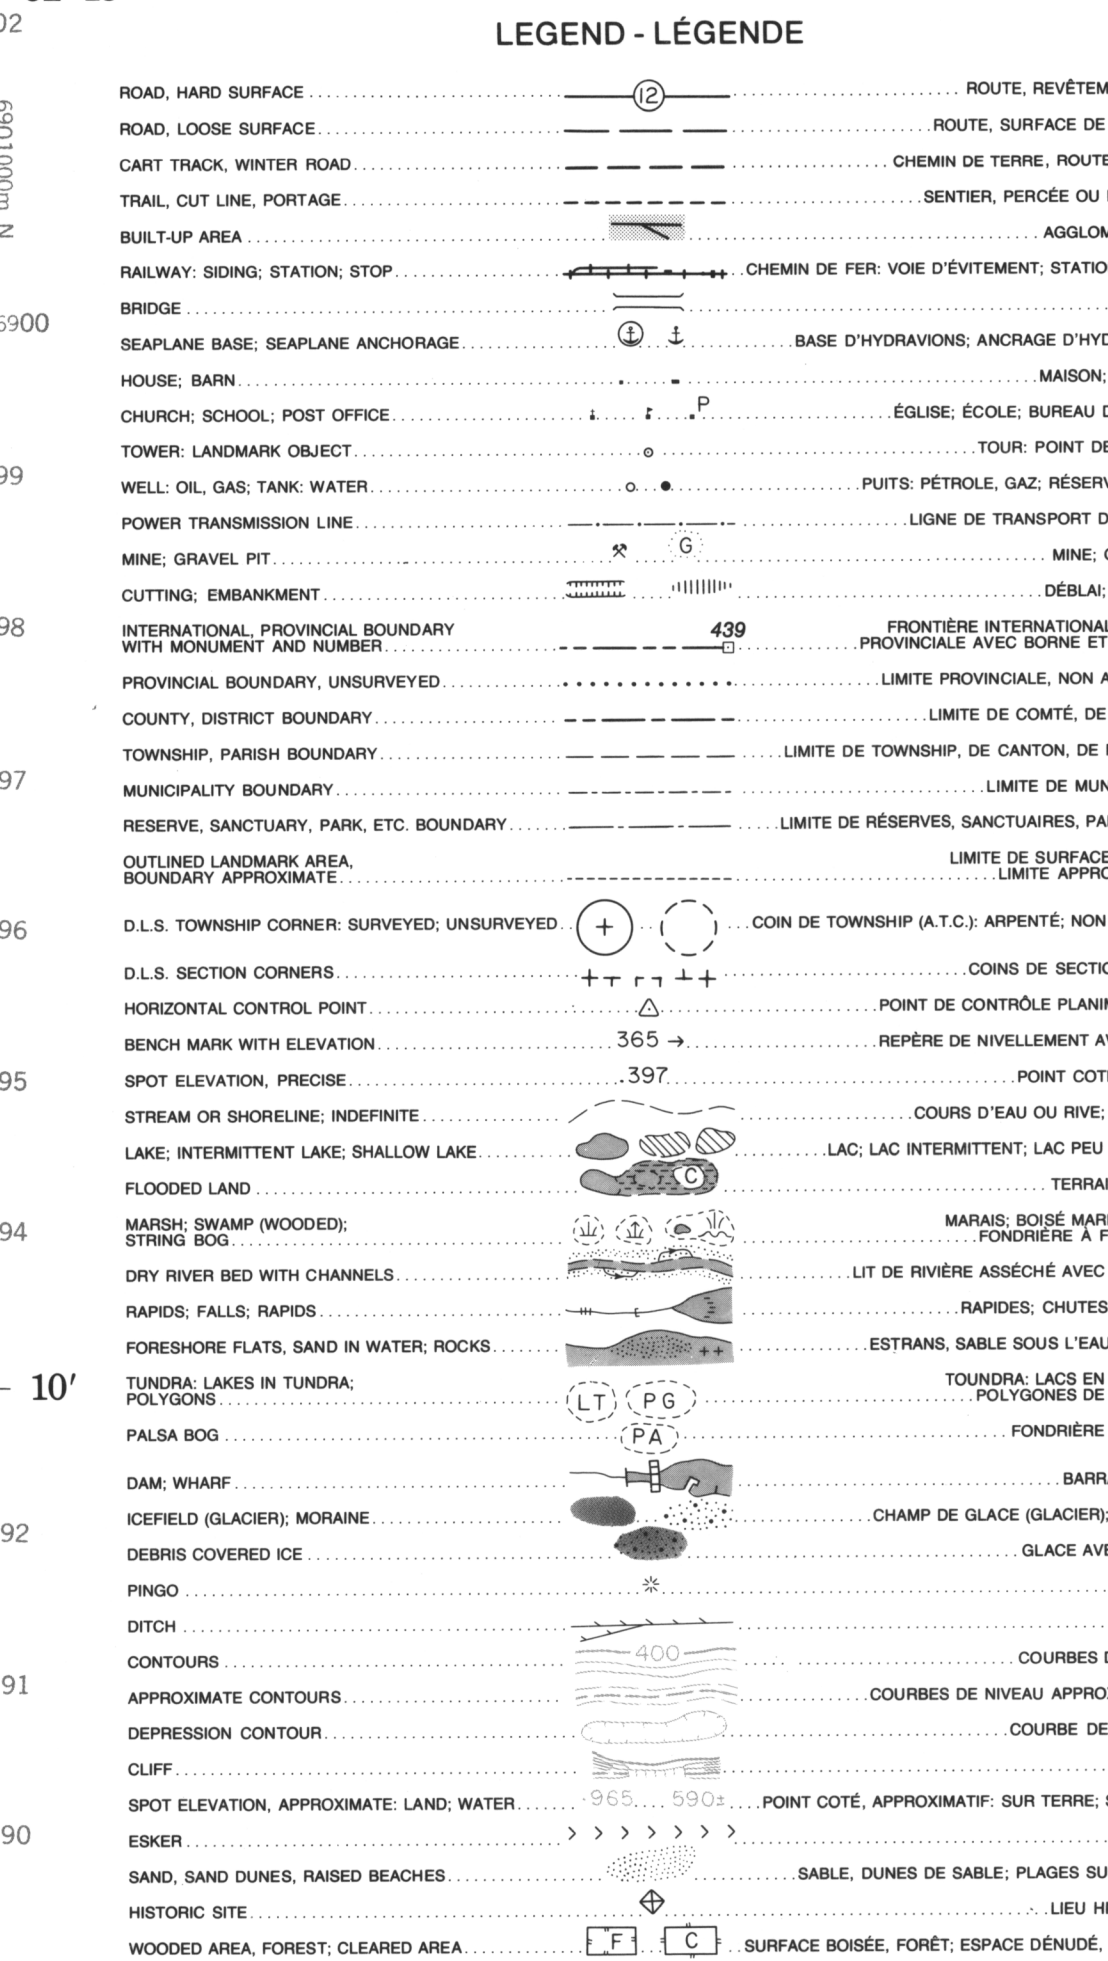 LEGEND - LÉGENDE
02
6901000m N
6900
99
98
97
96
95
94
10′
92
91
90
ROAD, HARD SURFACE 12 ROUTE, REVÊTEM
ROAD, LOOSE SURFACE ROUTE, SURFACE DE
CART TRACK, WINTER ROAD CHEMIN DE TERRE, ROUTE
TRAIL, CUT LINE, PORTAGE SENTIER, PERCÉE OU
BUILT-UP AREA AGGLOM
RAILWAY: SIDING; STATION; STOP CHEMIN DE FER: VOIE D'ÉVITEMENT; STATIO
BRIDGE
SEAPLANE BASE; SEAPLANE ANCHORAGE BASE D'HYDRAVIONS; ANCRAGE D'HYD
HOUSE; BARN MAISON;
CHURCH; SCHOOL; POST OFFICE P ÉGLISE; ÉCOLE; BUREAU D
TOWER: LANDMARK OBJECT TOUR: POINT DE
WELL: OIL, GAS; TANK: WATER PUITS: PÉTROLE, GAZ; RÉSERV
POWER TRANSMISSION LINE LIGNE DE TRANSPORT D
MINE; GRAVEL PIT G MINE;
CUTTING; EMBANKMENT DÉBLAI;
INTERNATIONAL, PROVINCIAL BOUNDARY 439 FRONTIÈRE INTERNATIONAL
WITH MONUMENT AND NUMBER PROVINCIALE AVEC BORNE ET
PROVINCIAL BOUNDARY, UNSURVEYED LIMITE PROVINCIALE, NON A
COUNTY, DISTRICT BOUNDARY LIMITE DE COMTÉ, DE
TOWNSHIP, PARISH BOUNDARY LIMITE DE TOWNSHIP, DE CANTON, DE
MUNICIPALITY BOUNDARY LIMITE DE MUN
RESERVE, SANCTUARY, PARK, ETC. BOUNDARY LIMITE DE RÉSERVES, SANCTUAIRES, PA
OUTLINED LANDMARK AREA, LIMITE DE SURFACE
BOUNDARY APPROXIMATE LIMITE APPRO
D.L.S. TOWNSHIP CORNER: SURVEYED; UNSURVEYED COIN DE TOWNSHIP (A.T.C.): ARPENTÉ; NON
D.L.S. SECTION CORNERS COINS DE SECTIO
HORIZONTAL CONTROL POINT POINT DE CONTRÔLE PLANI
BENCH MARK WITH ELEVATION 365 → REPÈRE DE NIVELLEMENT AV
SPOT ELEVATION, PRECISE .397 POINT COT
STREAM OR SHORELINE; INDEFINITE COURS D'EAU OU RIVE;
LAKE; INTERMITTENT LAKE; SHALLOW LAKE LAC; LAC INTERMITTENT; LAC PEU
FLOODED LAND C TERRAI
MARSH; SWAMP (WOODED); MARAIS; BOISÉ MAR
STRING BOG FONDRIÈRE À F
DRY RIVER BED WITH CHANNELS LIT DE RIVIÈRE ASSÉCHÉ AVEC
RAPIDS; FALLS; RAPIDS RAPIDES; CHUTES
FORESHORE FLATS, SAND IN WATER; ROCKS ESTRANS, SABLE SOUS L'EAU
TUNDRA: LAKES IN TUNDRA; LT PG TOUNDRA: LACS EN
POLYGONS POLYGONES DE
PALSA BOG PA FONDRIÈRE
DAM; WHARF BARR
ICEFIELD (GLACIER); MORAINE CHAMP DE GLACE (GLACIER);
DEBRIS COVERED ICE GLACE AVE
PINGO
DITCH
CONTOURS 400 COURBES D
APPROXIMATE CONTOURS COURBES DE NIVEAU APPRO
DEPRESSION CONTOUR COURBE DE
CLIFF
SPOT ELEVATION, APPROXIMATE: LAND; WATER .965 590± POINT COTÉ, APPROXIMATIF: SUR TERRE; S
ESKER
SAND, SAND DUNES, RAISED BEACHES SABLE, DUNES DE SABLE; PLAGES SU
HISTORIC SITE LIEU HI
WOODED AREA, FOREST; CLEARED AREA F C SURFACE BOISÉE, FORÊT; ESPACE DÉNUDÉ,